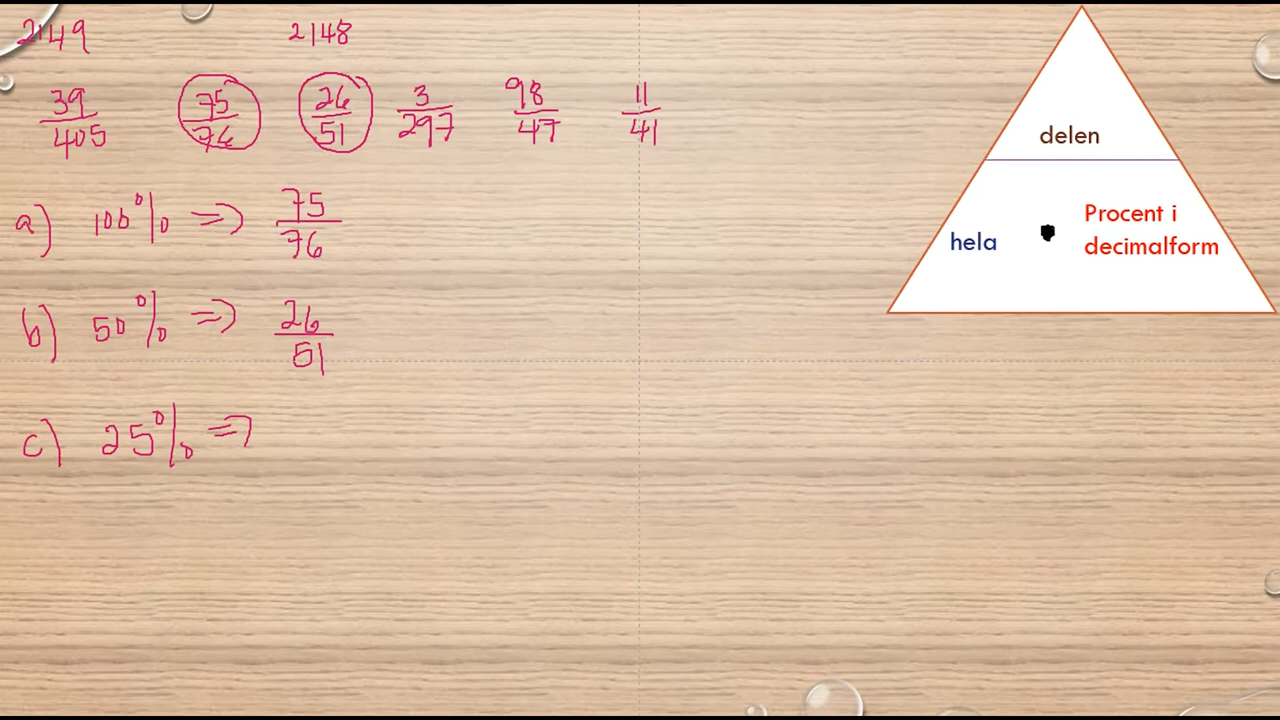 2149 2148
39/405 75/76 26/51 3/297 98/47 11/41
a) 100% => 75/76
b) 50% => 26/51
c) 25% =>
delen
hela
Procent i
decimalform